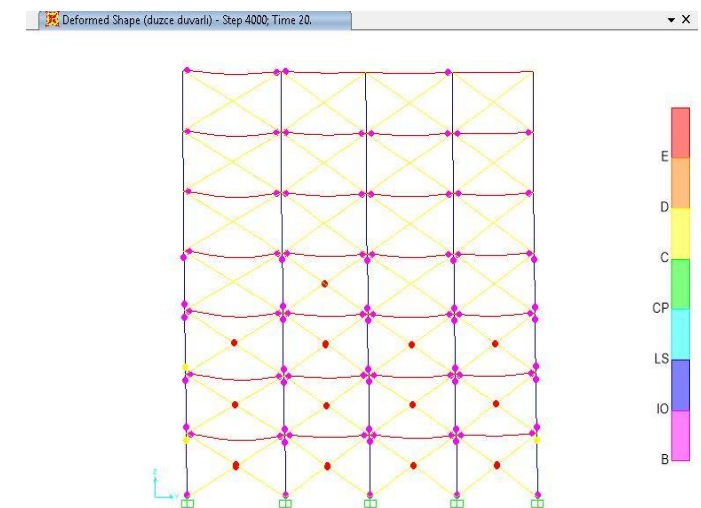 Deformed Shape (duzce duvarlı) - Step 4000; Time 20.
E
D
C
CP
LS
IO
B
Z
Y